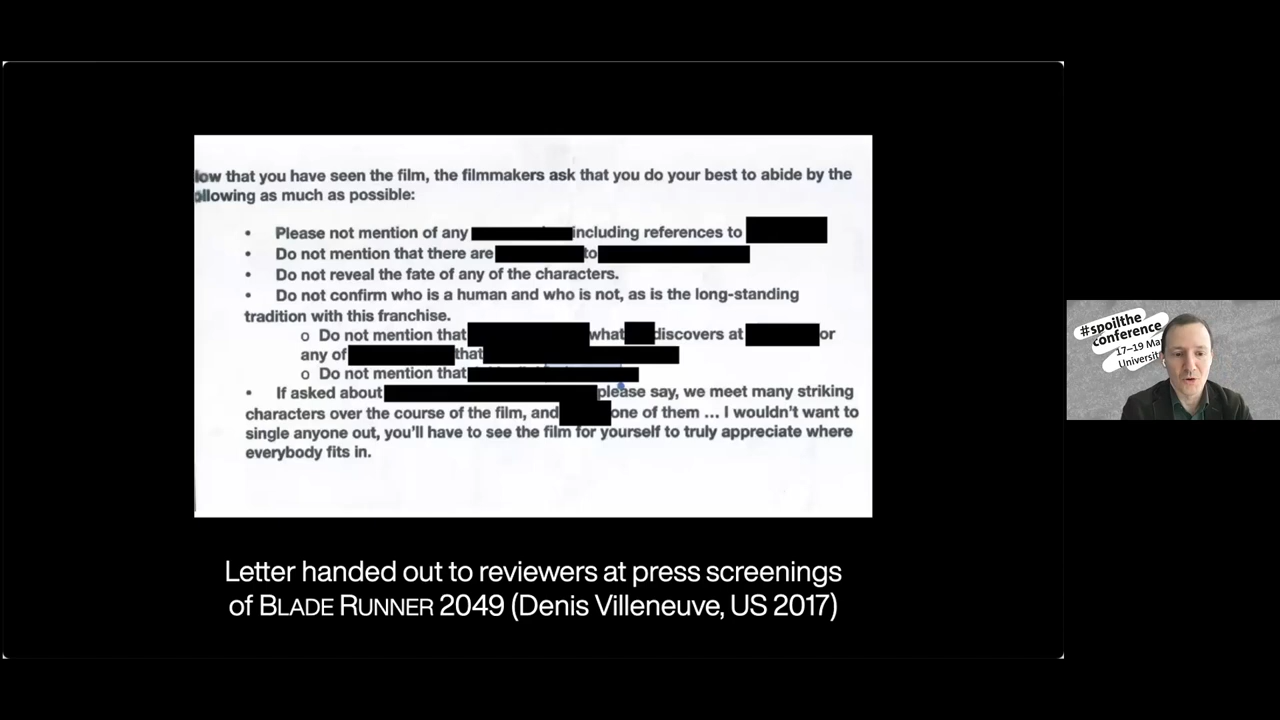 low that you have seen the film, the filmmakers ask that you do your best to abide by the
ollowing as much as possible:
• Please not mention of any including references to
• Do not mention that there are to
• Do not reveal the fate of any of the characters.
• Do not confirm who is a human and who is not, as is the long-standing
tradition with this franchise.
o Do not mention that what discovers at or
any of that
o Do not mention that
• If asked about please say, we meet many striking
characters over the course of the film, and one of them ... I wouldn't want to
single anyone out, you'll have to see the film for yourself to truly appreciate where
everybody fits in.
Letter handed out to reviewers at press screenings
of BLADE RUNNER 2049 (Denis Villeneuve, US 2017)
#spoilthe
conference
17–19 Ma
Universit